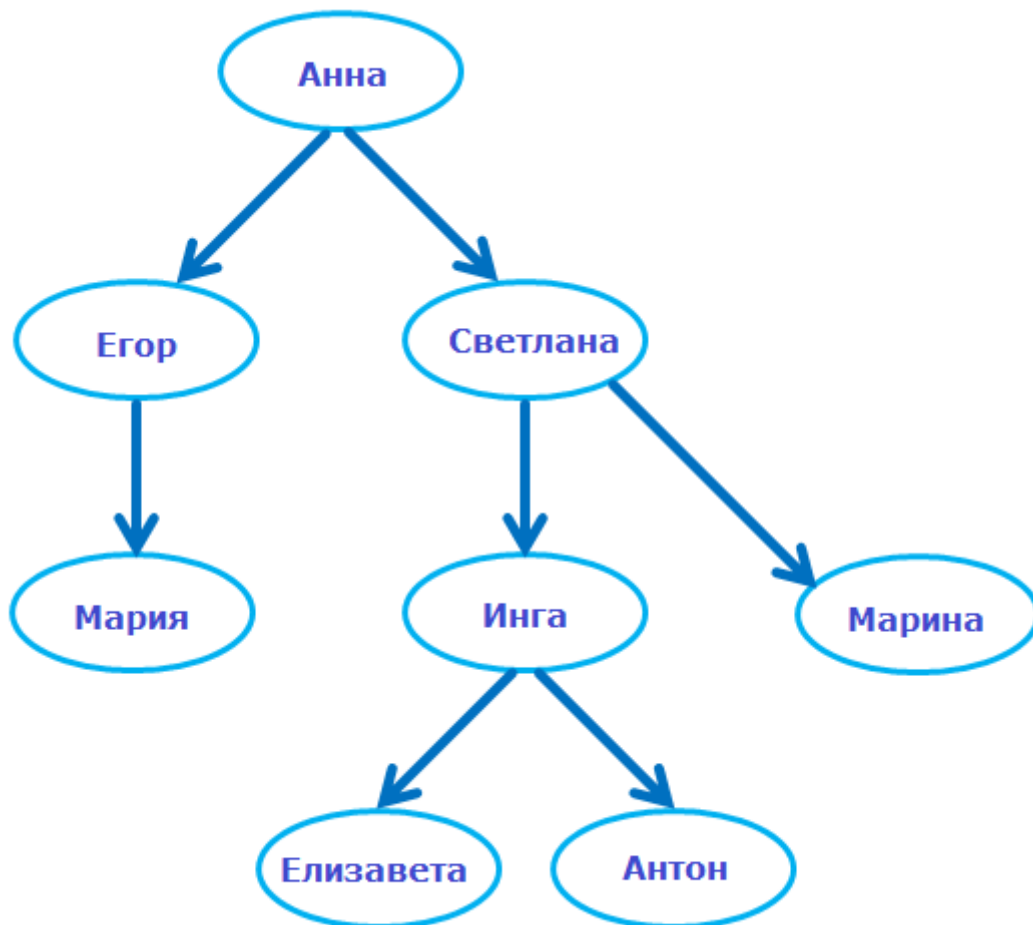 Анна
Егор
Светлана
Мария
Инга
Марина
Елизавета
Антон